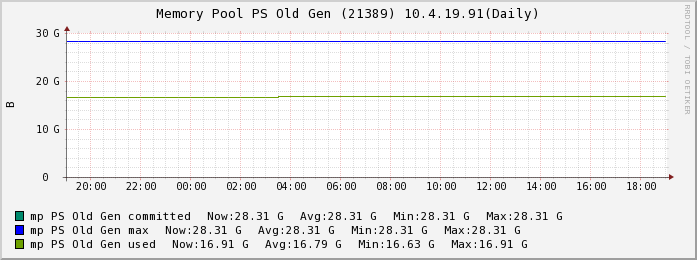 Memory Pool PS Old Gen (21389) 10.4.19.91(Daily)
RRDTOOL / TOBI OETIKER
B
30 G
20 G
10 G
0
20:00 22:00 00:00 02:00 04:00 06:00 08:00 10:00 12:00 14:00 16:00 18:00
mp PS Old Gen committed Now:28.31 G Avg:28.31 G Min:28.31 G Max:28.31 G
mp PS Old Gen max Now:28.31 G Avg:28.31 G Min:28.31 G Max:28.31 G
mp PS Old Gen used Now:16.91 G Avg:16.79 G Min:16.63 G Max:16.91 G